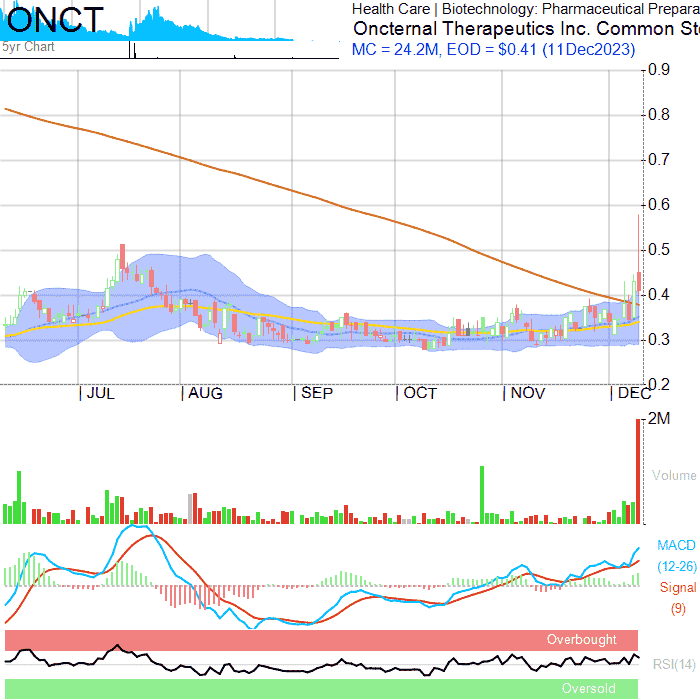 ONCT
5yr Chart
Health Care | Biotechnology: Pharmaceutical Prepara
Oncternal Therapeutics Inc. Common Sto
MC = 24.2M, EOD = $0.41 (11Dec2023)
0.9
0.8
0.7
0.6
0.5
0.4
0.3
0.2
JUL AUG SEP OCT NOV DEC
2M
Volume
MACD
(12-26)
Signal
(9)
Overbought
RSI(14)
Oversold